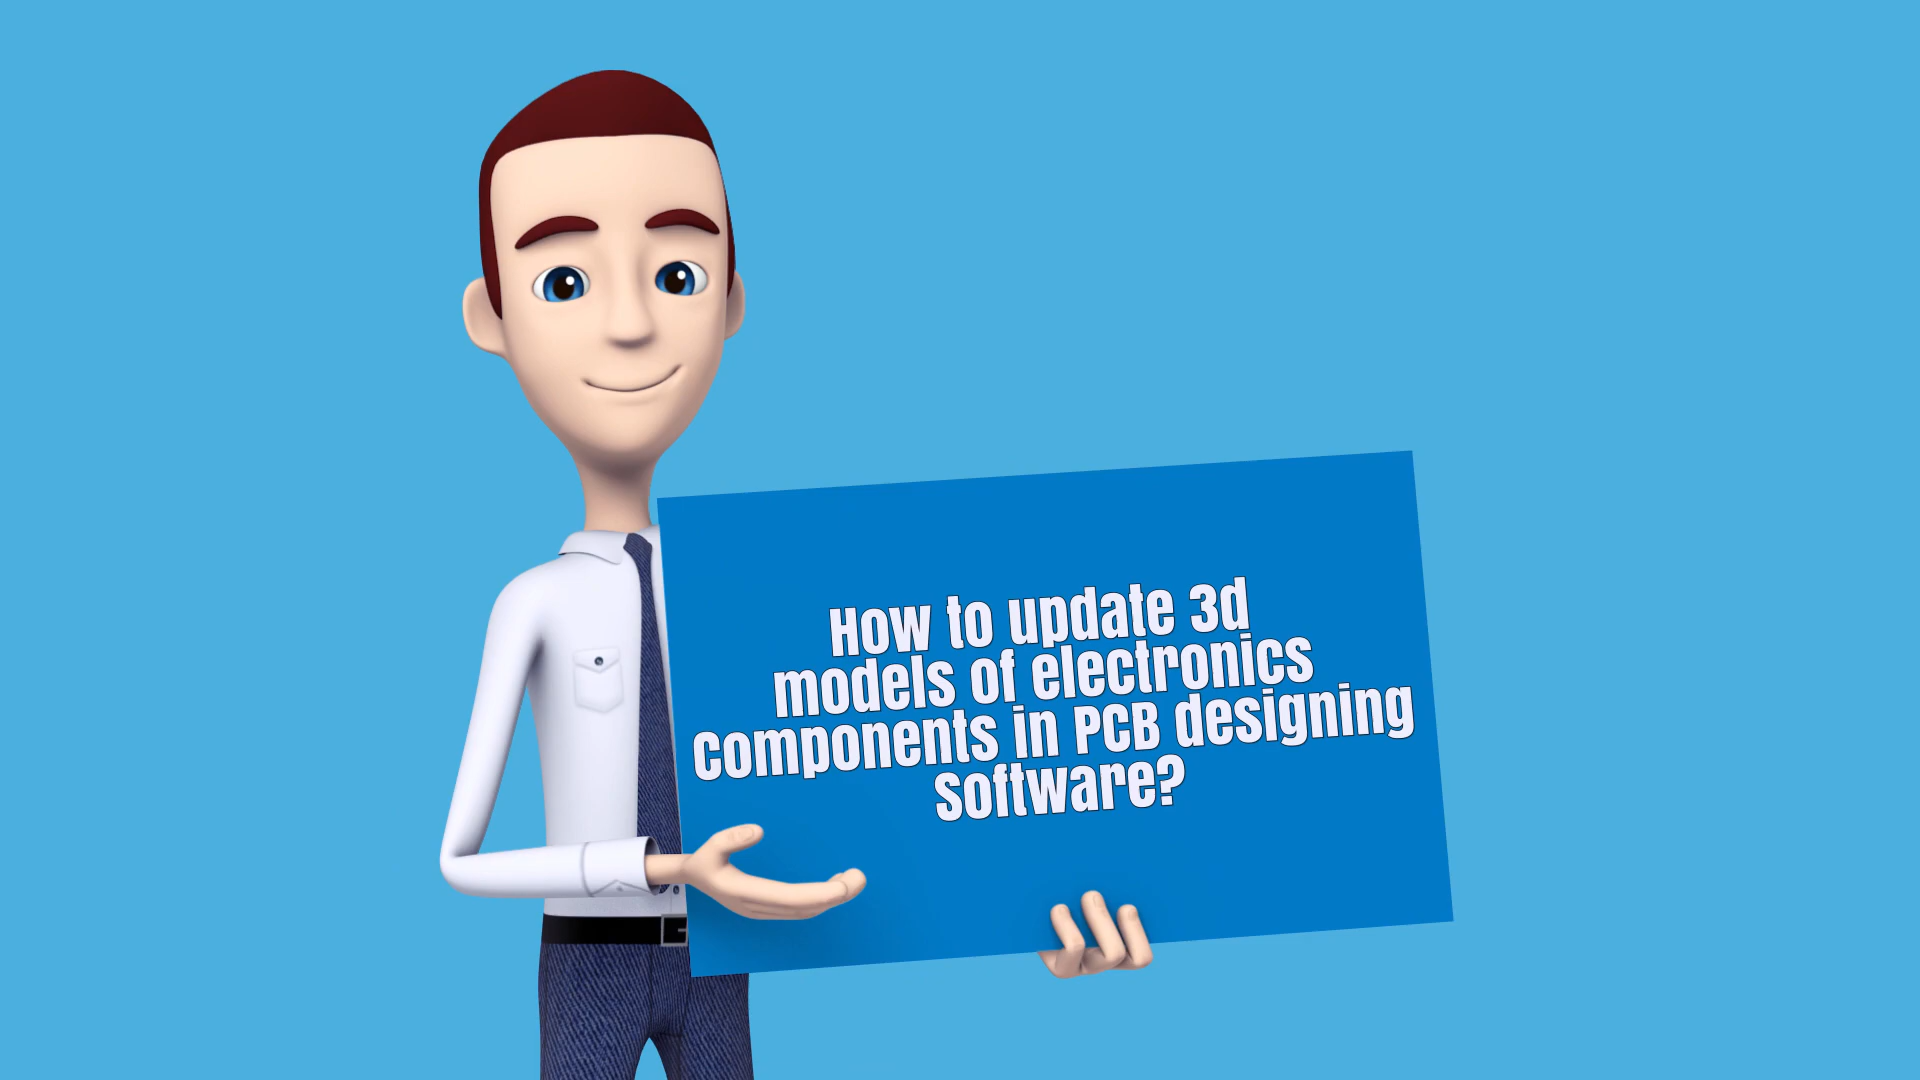 How to update 3d
models of electronics
components in PCB designing
software?